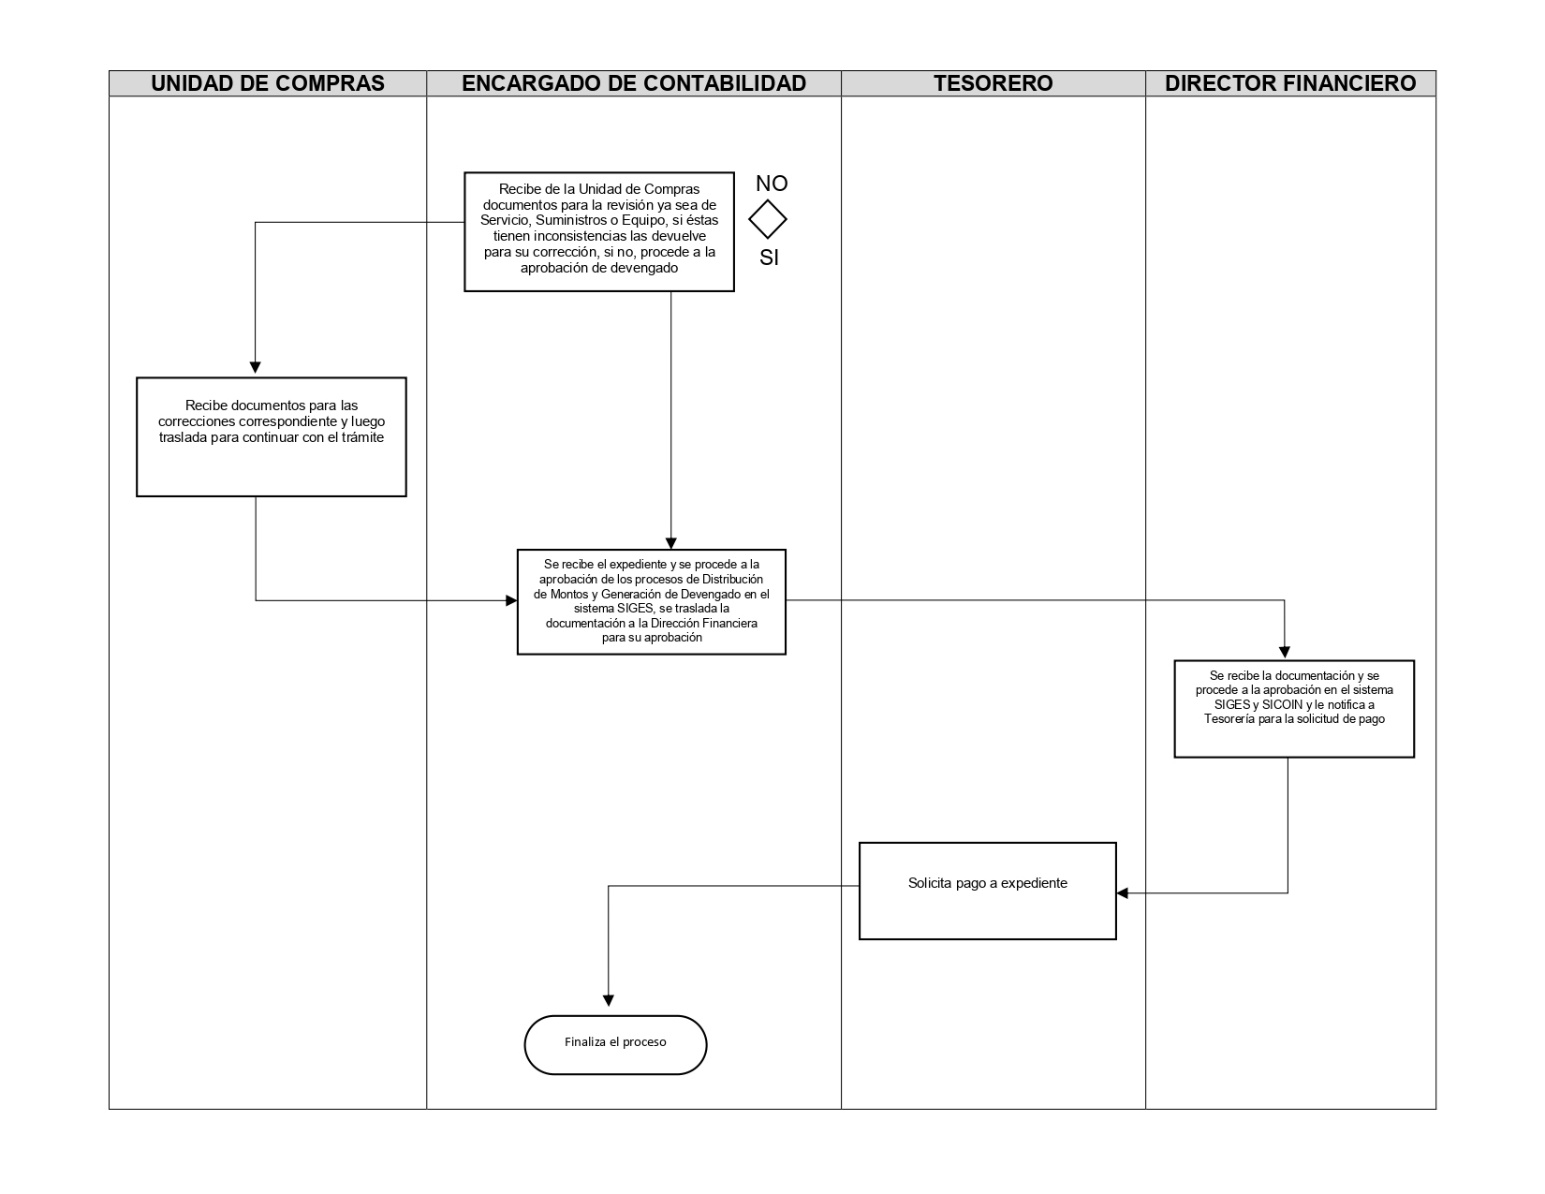 UNIDAD DE COMPRAS
ENCARGADO DE CONTABILIDAD
TESORERO
DIRECTOR FINANCIERO
Recibe de la Unidad de Compras
documentos para la revisión ya sea de
Servicio, Suministros o Equipo, si éstas
tienen inconsistencias las devuelve
para su corrección, si no, procede a la
aprobación de devengado
NO
SI
Recibe documentos para las
correcciones correspondiente y luego
traslada para continuar con el trámite
Se recibe el expediente y se procede a la
aprobación de los procesos de Distribución
de Montos y Generación de Devengado en el
sistema SIGES, se traslada la
documentación a la Dirección Financiera
para su aprobación
Se recibe la documentación y se
procede a la aprobación en el sistema
SIGES y SICOIN y le notifica a
Tesorería para la solicitud de pago
Solicita pago a expediente
Finaliza el proceso